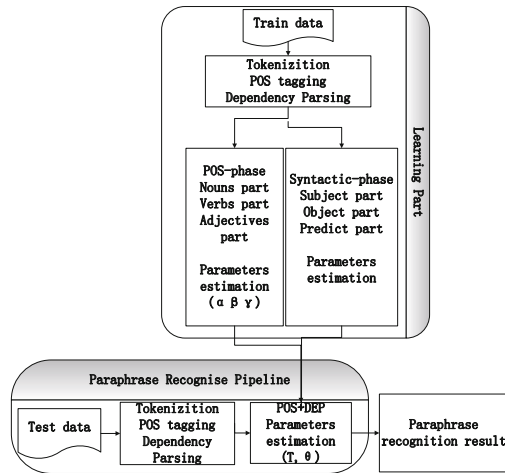 Train data
Tokenizition
POS tagging
Dependency Parsing
Learning Part
POS-phase
Nouns part
Verbs part
Adjectives
part
Parameters
estimation
(α β γ)
Syntactic-phase
Subject part
Object part
Predict part
Parameters
estimation
Paraphrase Recognise Pipeline
Test data
Tokenizition
POS tagging
Dependency
Parsing
POS+DEP
Parameters
estimation
(T, θ)
Paraphrase
recognition result